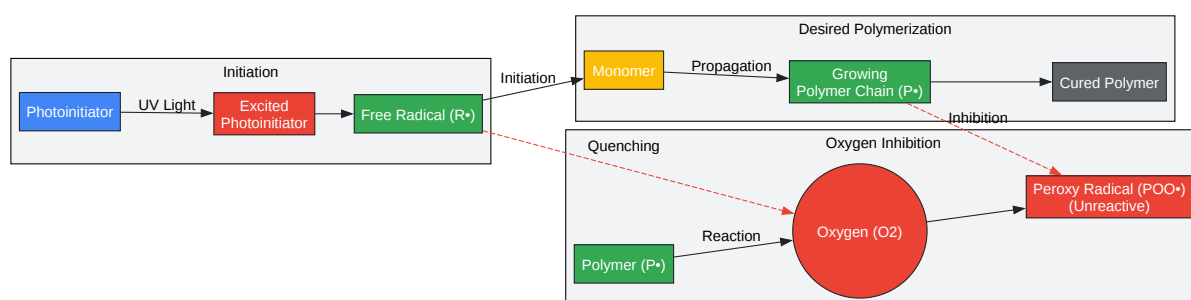 Initiation
Photoinitiator
UV Light
Excited
Photoinitiator
Free Radical (R•)
Initiation
Desired Polymerization
Monomer
Propagation
Growing
Polymer Chain (P•)
Cured Polymer
Inhibition
Quenching
Oxygen Inhibition
Peroxy Radical (POO•)
(Unreactive)
Oxygen (O2)
Reaction
Polymer (P•)